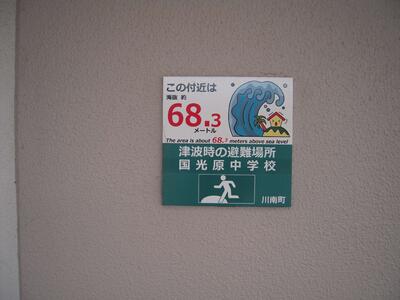 この付近は
海抜 約
68.3
メートル
The area is about 68.3 meters above sea level
津波時の避難場所
国光原中学校
川南町